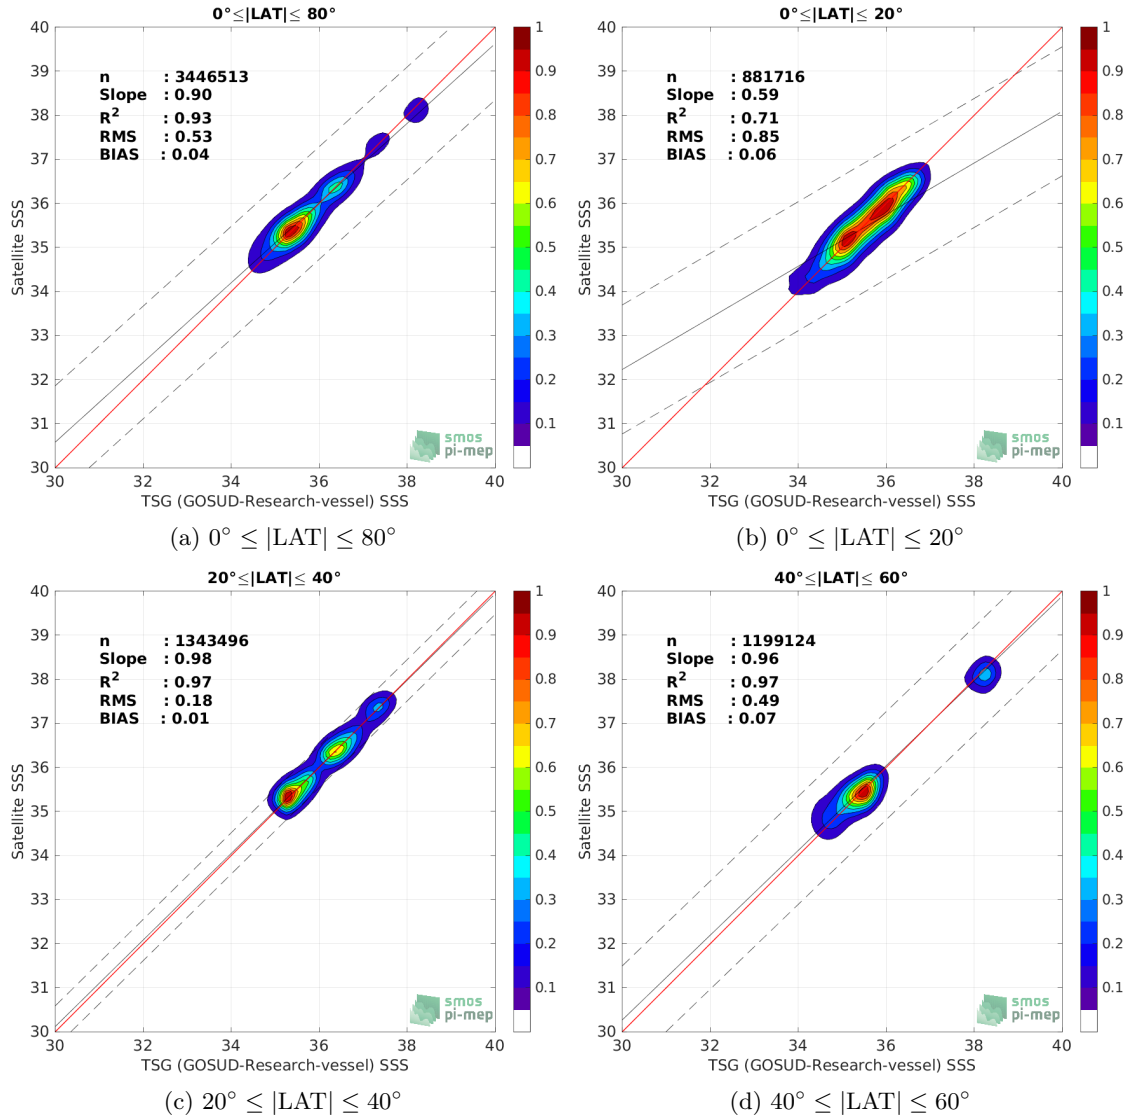 0°≤|LAT|≤ 80°
40
39
38
37
36
35
34
33
32
31
30
Satellite SSS
n : 3446513
Slope : 0.90
R² : 0.93
RMS : 0.53
BIAS : 0.04
smos
pi-mep
30 32 34 36 38 40
TSG (GOSUD-Research-vessel) SSS
1
0.9
0.8
0.7
0.6
0.5
0.4
0.3
0.2
0.1
(a) 0° ≤ |LAT| ≤ 80°
0°≤|LAT|≤ 20°
40
39
38
37
36
35
34
33
32
31
30
Satellite SSS
n : 881716
Slope : 0.59
R² : 0.71
RMS : 0.85
BIAS : 0.06
smos
pi-mep
30 32 34 36 38 40
TSG (GOSUD-Research-vessel) SSS
1
0.9
0.8
0.7
0.6
0.5
0.4
0.3
0.2
0.1
(b) 0° ≤ |LAT| ≤ 20°
20°≤|LAT|≤ 40°
40
39
38
37
36
35
34
33
32
31
30
Satellite SSS
n : 1343496
Slope : 0.98
R² : 0.97
RMS : 0.18
BIAS : 0.01
smos
pi-mep
30 32 34 36 38 40
TSG (GOSUD-Research-vessel) SSS
1
0.9
0.8
0.7
0.6
0.5
0.4
0.3
0.2
0.1
(c) 20° ≤ |LAT| ≤ 40°
40°≤|LAT|≤ 60°
40
39
38
37
36
35
34
33
32
31
30
Satellite SSS
n : 1199124
Slope : 0.96
R² : 0.97
RMS : 0.49
BIAS : 0.07
smos
pi-mep
30 32 34 36 38 40
TSG (GOSUD-Research-vessel) SSS
1
0.9
0.8
0.7
0.6
0.5
0.4
0.3
0.2
0.1
(d) 40° ≤ |LAT| ≤ 60°